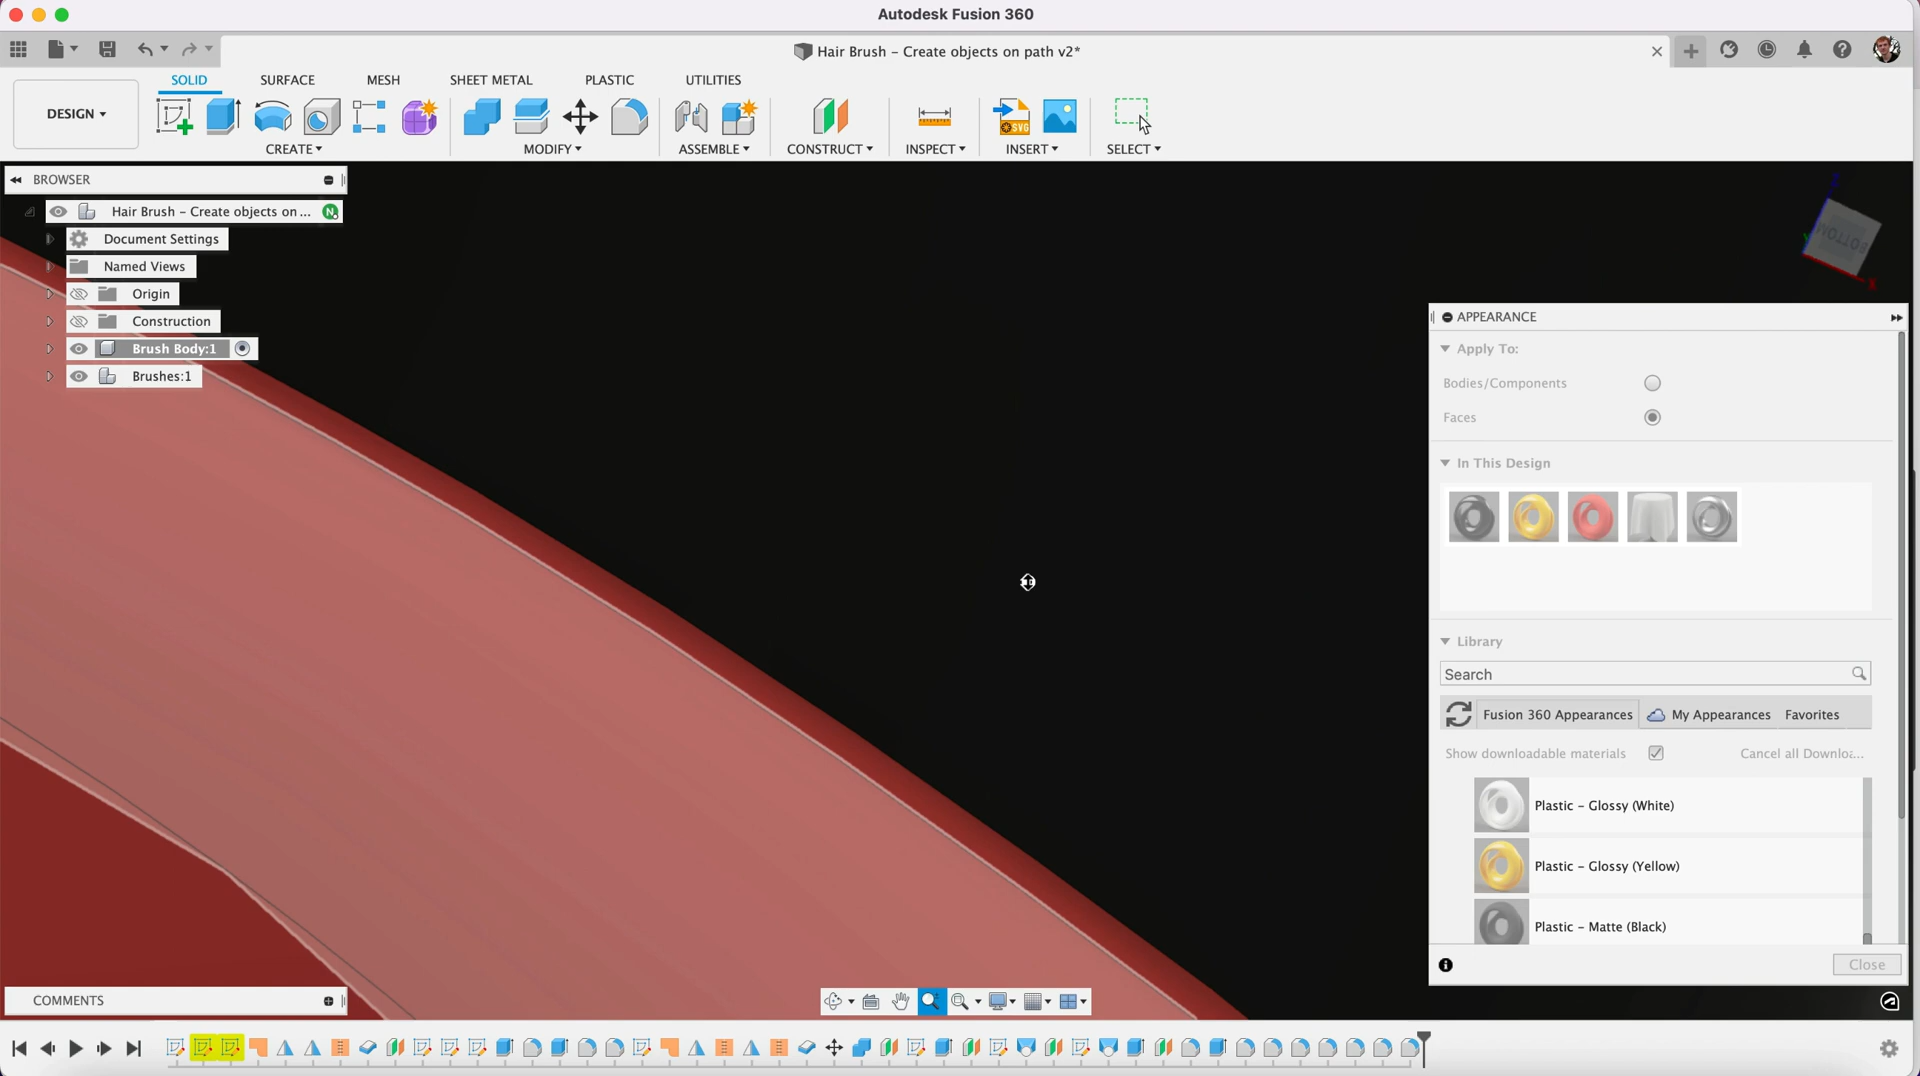 Autodesk Fusion 360
Hair Brush – Create objects on path v2*
SOLID SURFACE MESH SHEET METAL PLASTIC UTILITIES
DESIGN
CREATE MODIFY ASSEMBLE CONSTRUCT INSPECT INSERT SELECT
SVG
BROWSER
Hair Brush – Create objects on ... N
Document Settings
Named Views
Origin
Construction
Brush Body:1
Brushes:1
Z
BOTTOM
X
APPEARANCE
Apply To:
Bodies/Components
Faces
In This Design
Library
Search
Fusion 360 Appearances My Appearances Favorites
Show downloadable materials Cancel all Downloa...
Plastic – Glossy (White)
Plastic – Glossy (Yellow)
Plastic – Matte (Black)
Close
COMMENTS